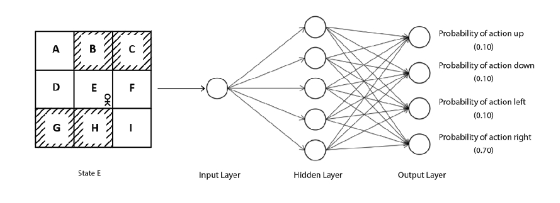 A B C
D E F
G H I
State E
Input Layer
Hidden Layer
Output Layer
Probability of action up
(0.10)
Probability of action down
(0.10)
Probability of action left
(0.10)
Probability of action right
(0.70)